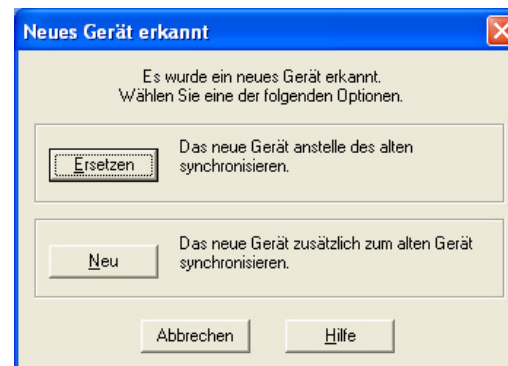 Neues Gerät erkannt
Es wurde ein neues Gerät erkannt.
Wählen Sie eine der folgenden Optionen.
Ersetzen
Das neue Gerät anstelle des alten
synchronisieren.
Neu
Das neue Gerät zusätzlich zum alten Gerät
synchronisieren.
Abbrechen
Hilfe